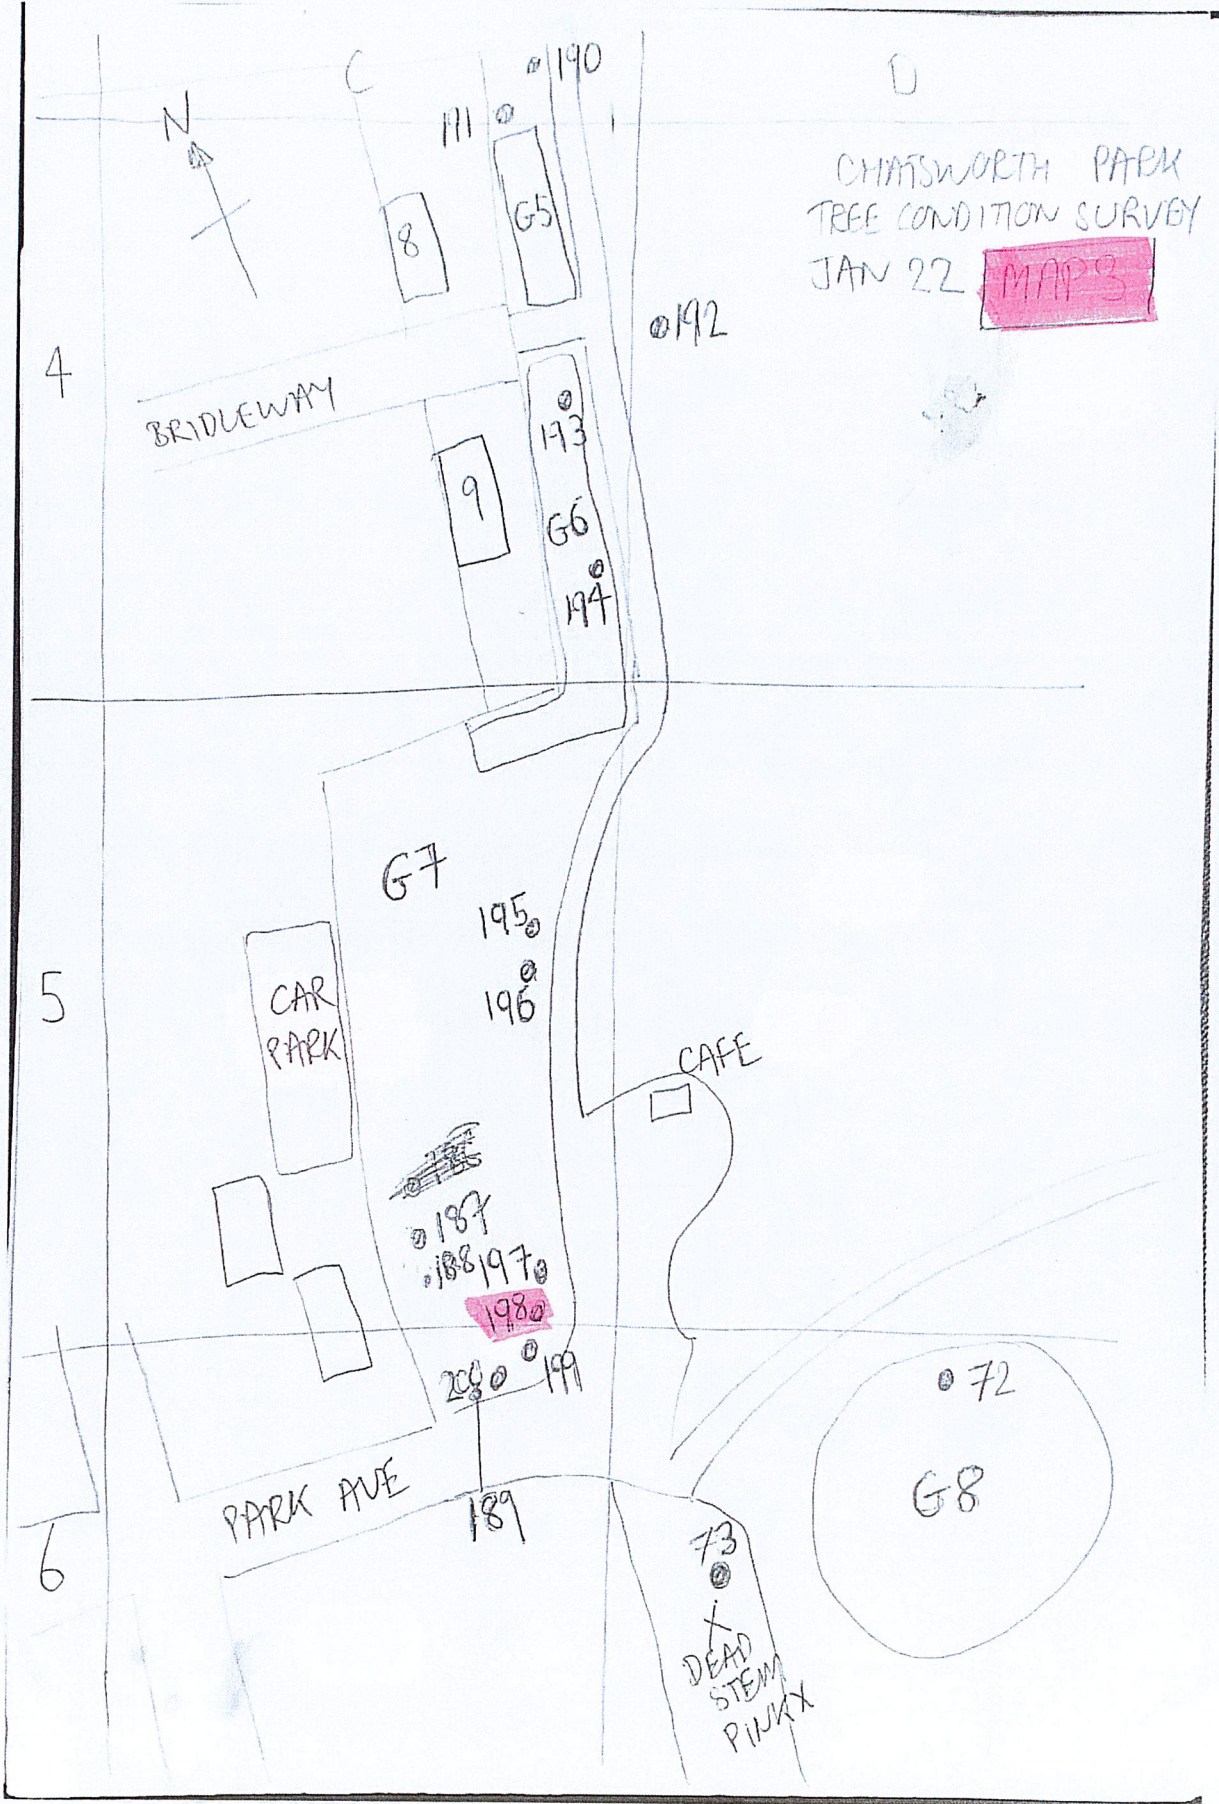 C
D
190
N
191
CHATSWORTH PARK
TREE CONDITION SURVEY
JAN 22 MAP 3
G5
8
192
4
BRIDLEWAY
193
9
G6
194
G7
195
5
CAR
PARK
196
CAFE
187
188 197
198
199
200
72
PARK AVE
G8
189
6
73
X
DEAD
STEM
PINK X